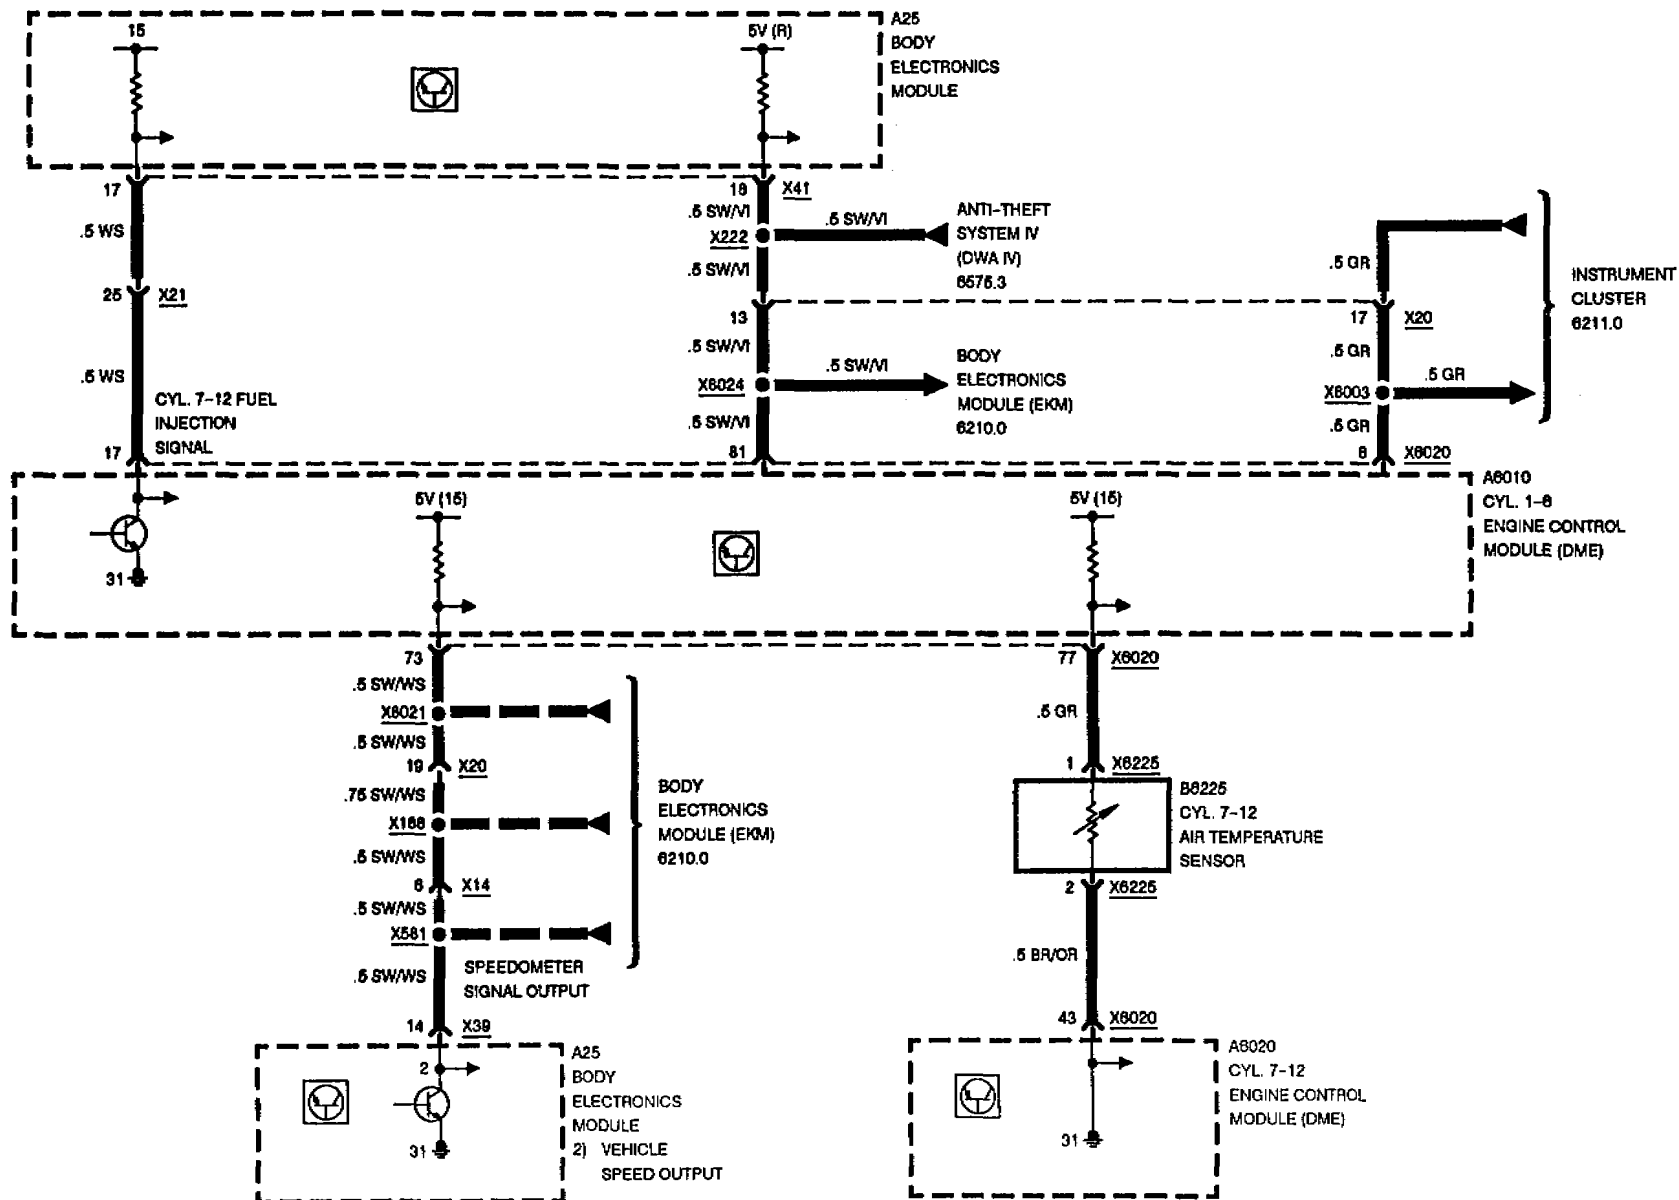 15
5V (R)
A25
BODY
ELECTRONICS
MODULE
17
18
X41
.5 WS
.5 SW/VI
X222
.5 SW/VI
.5 SW/VI
ANTI-THEFT
SYSTEM IV
(DWA IV)
6575.3
.5 GR
INSTRUMENT
CLUSTER
6211.0
25
X21
13
17
X20
.5 SW/VI
.5 GR
.5 WS
X6024
.5 SW/VI
BODY
ELECTRONICS
MODULE (EKM)
6210.0
X6003
.5 GR
CYL. 7-12 FUEL
INJECTION
SIGNAL
.5 SW/VI
.5 GR
17
81
6
X6020
A6010
CYL. 1-6
ENGINE CONTROL
MODULE (DME)
5V (15)
5V (15)
31
73
77
X6020
.5 SW/WS
X6021
.5 GR
.5 SW/WS
19
X20
1
X6225
.75 SW/WS
X166
BODY
ELECTRONICS
MODULE (EKM)
6210.0
B6225
CYL. 7-12
AIR TEMPERATURE
SENSOR
.5 SW/WS
6
X14
2
X6225
.5 SW/WS
X581
.5 SW/WS
SPEEDOMETER
SIGNAL OUTPUT
.5 BR/OR
14
X39
43
X6020
A25
BODY
ELECTRONICS
MODULE
2) VEHICLE
SPEED OUTPUT
2
31
A6020
CYL. 7-12
ENGINE CONTROL
MODULE (DME)
31